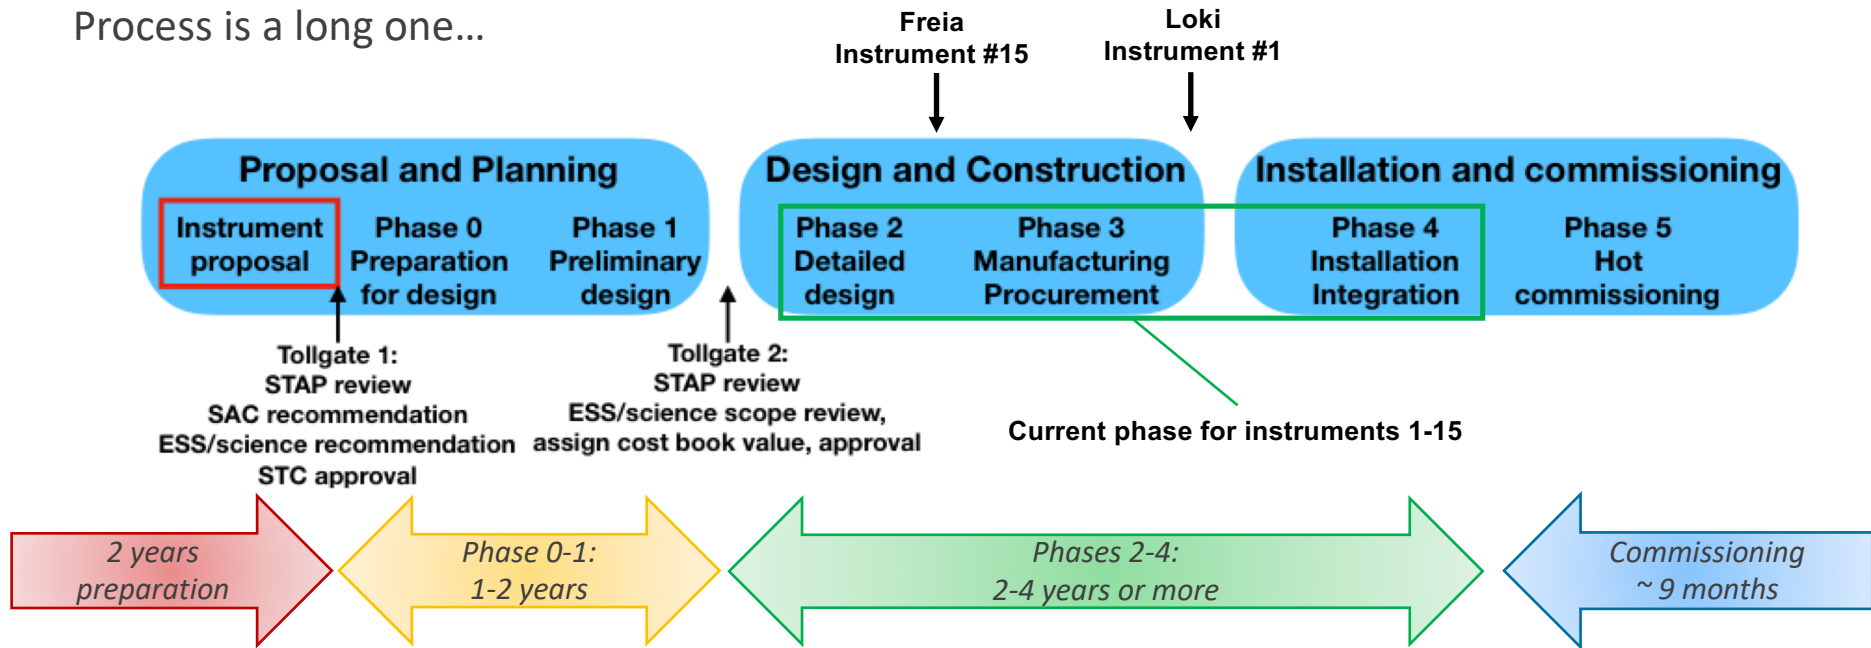 Process is a long one...
Freia
Instrument #15
Loki
Instrument #1
Proposal and Planning
Instrument
proposal
Phase 0
Preparation
for design
Phase 1
Preliminary
design
Design and Construction
Phase 2
Detailed
design
Phase 3
Manufacturing
Procurement
Installation and commissioning
Phase 4
Installation
Integration
Phase 5
Hot
commissioning
Tollgate 1:
STAP review
SAC recommendation
ESS/science recommendation
STC approval
Tollgate 2:
STAP review
ESS/science scope review,
assign cost book value, approval
Current phase for instruments 1-15
2 years
preparation
Phase 0-1:
1-2 years
Phases 2-4:
2-4 years or more
Commissioning
~ 9 months